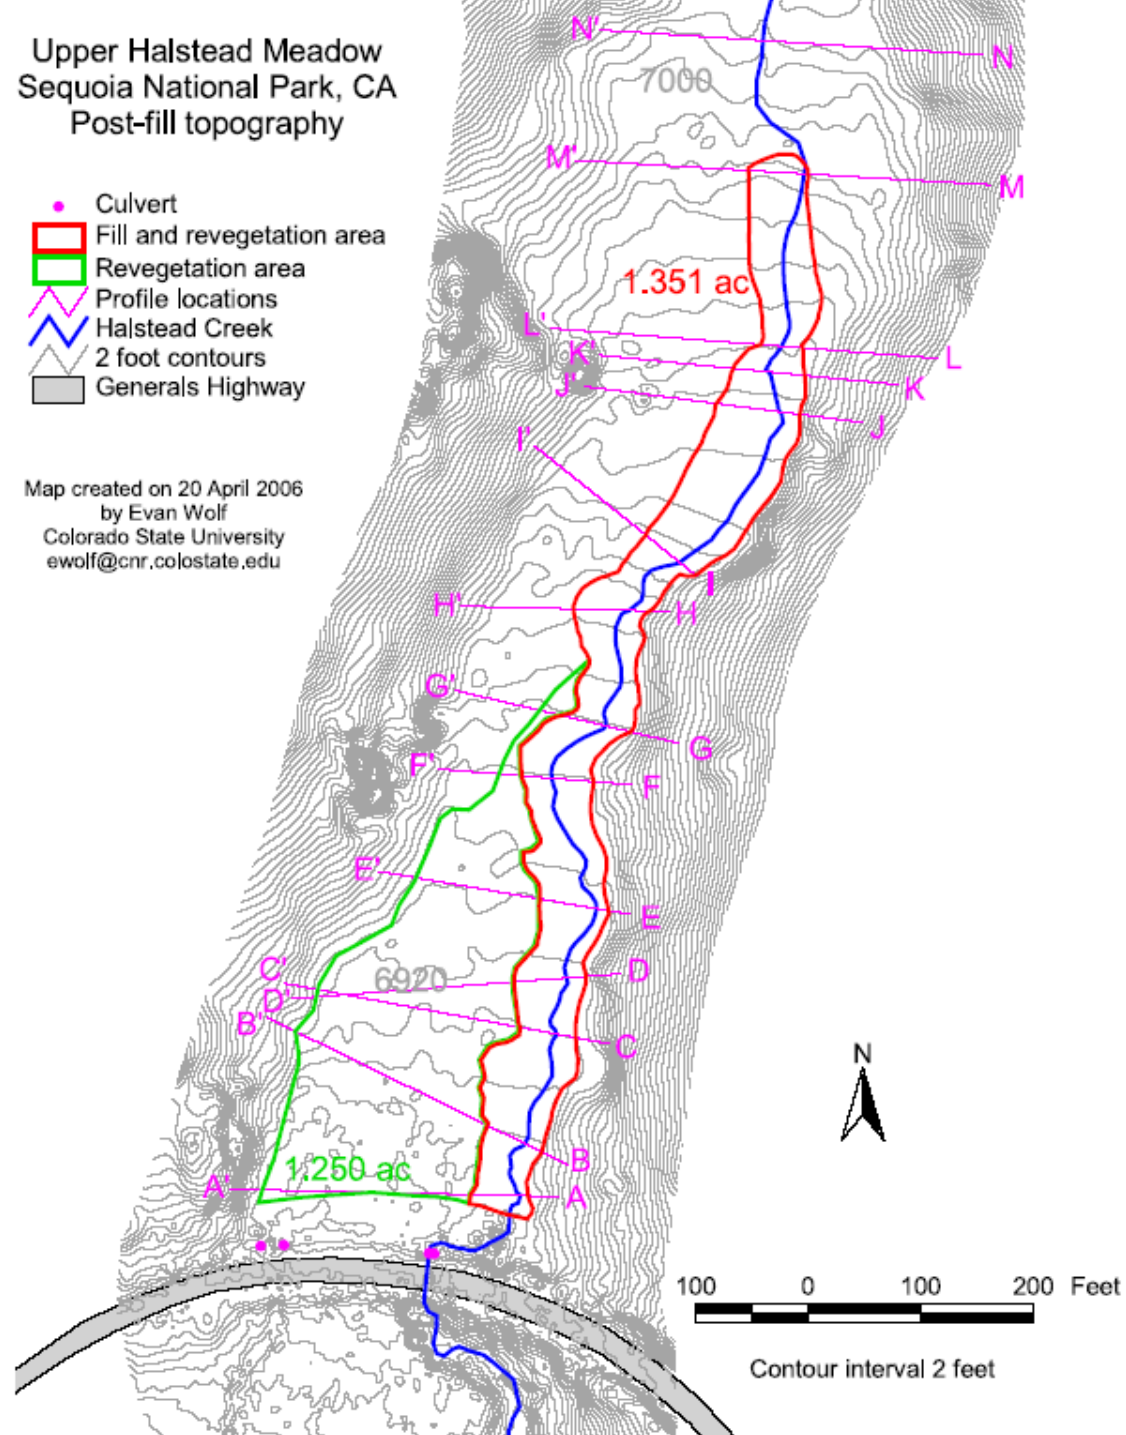 Upper Halstead Meadow
Sequoia National Park, CA
Post-fill topography
Culvert
Fill and revegetation area
Revegetation area
Profile locations
Halstead Creek
2 foot contours
Generals Highway
Map created on 20 April 2006
by Evan Wolf
Colorado State University
ewolf@cnr.colostate.edu
N' N
7000
M' M
1.351 ac
L' L
K' K
J' J
I' I
H' H
G' G
F' F
E' E
C' D
6920
D'
B' C
N
B
1.250 ac
A' A
100 0 100 200 Feet
Contour interval 2 feet